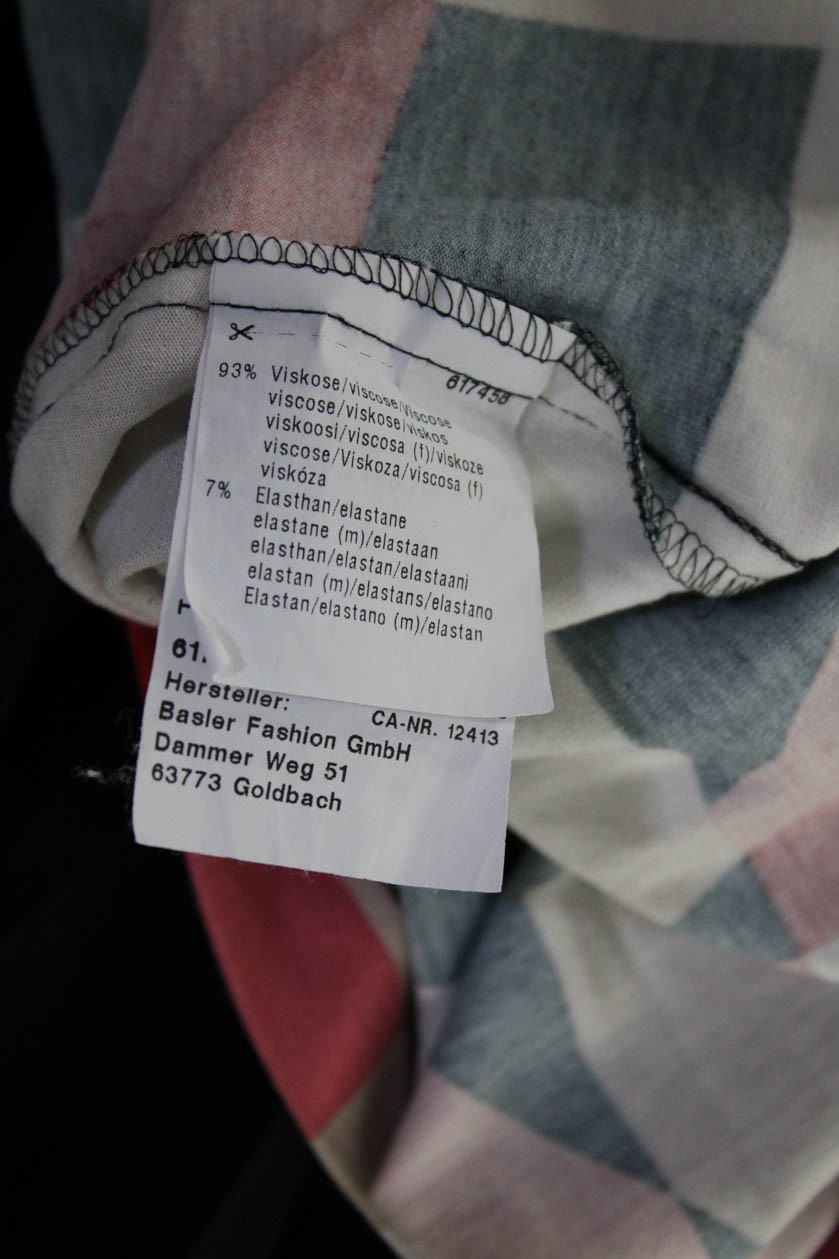 617458
93% Viskose/viscose/Viscose
viscose/viskose/viskos
viskoosi/viscosa (f)/viskoze
viscose/Viskoza/viscosa (f)
viskóza
7% Elasthan/elastane
elastane (m)/elastaan
elasthan/elastan/elastaani
elastan (m)/elastans/elastano
Elastan/elastano (m)/elastan
61.
Hersteller:
CA-NR. 12413
Basler Fashion GmbH
Dammer Weg 51
63773 Goldbach